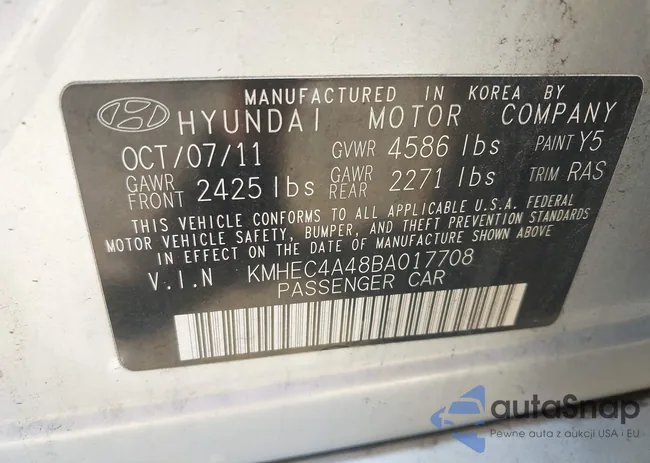 MANUFACTURED IN KOREA BY
HYUNDAI MOTOR COMPANY
OCT/07/11 GVWR 4586 lbs PAINT Y5
GAWR FRONT 2425 lbs GAWR REAR 2271 lbs TRIM RAS
THIS VEHICLE CONFORMS TO ALL APPLICABLE U.S.A. FEDERAL
MOTOR VEHICLE SAFETY, BUMPER, AND THEFT PREVENTION STANDARDS
IN EFFECT ON THE DATE OF MANUFACTURE SHOWN ABOVE
V.I.N KMHEC4A48BA017708
PASSENGER CAR
autoSnap
Pewne auta z aukcji USA i EU